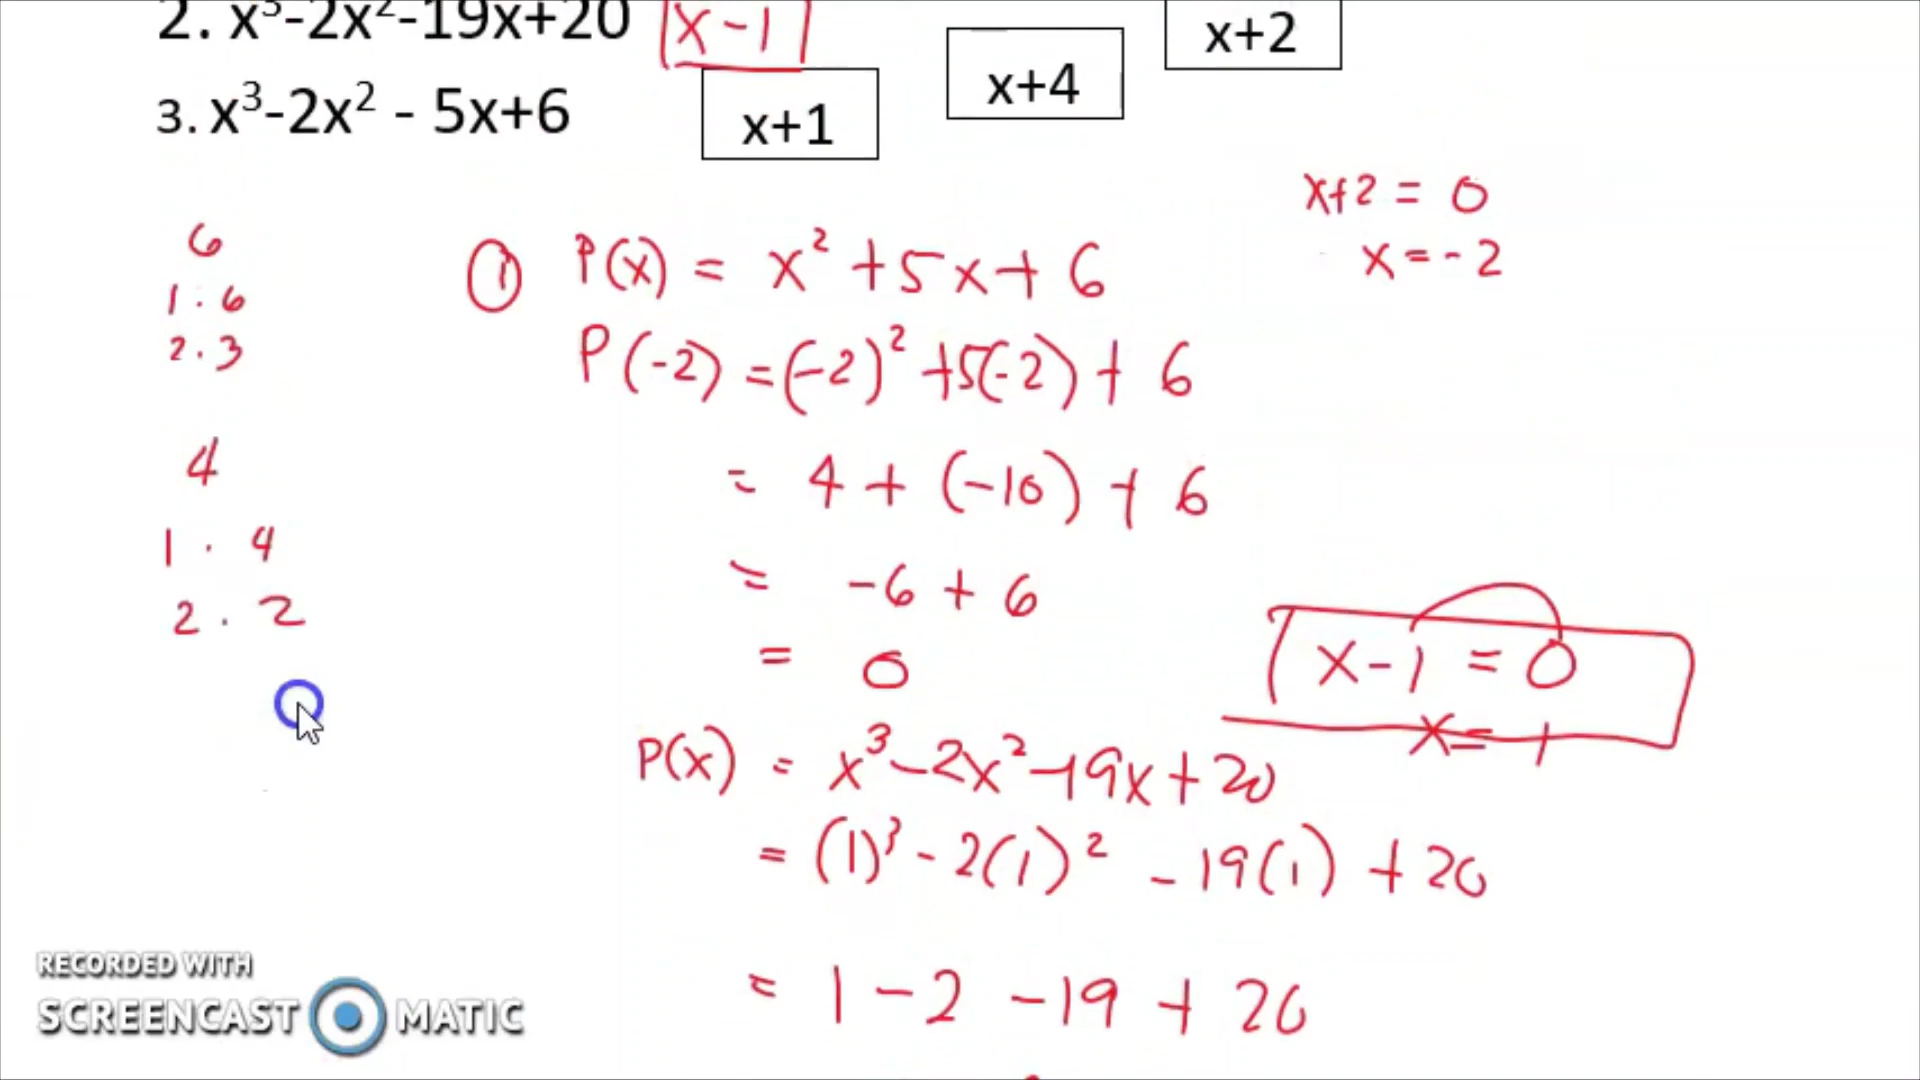 2. x³-2x²-19x+20
x-1
x+1
x+4
x+2
3. x³-2x² - 5x+6
x+2 = 0
x = -2
6
1 . 6
2 . 3
4
1 . 4
2 . 2
① P(x) = x² +5x+ 6
P(-2) = (-2)² +5(-2) + 6
= 4 + (-10) + 6
= -6 + 6
= 0
x-1 = 0
x= 1
P(x) = x³-2x²-19x+20
= (1)³ - 2(1)² - 19(1) + 20
= 1 - 2 - 19 + 20
RECORDED WITH
SCREENCAST MATIC